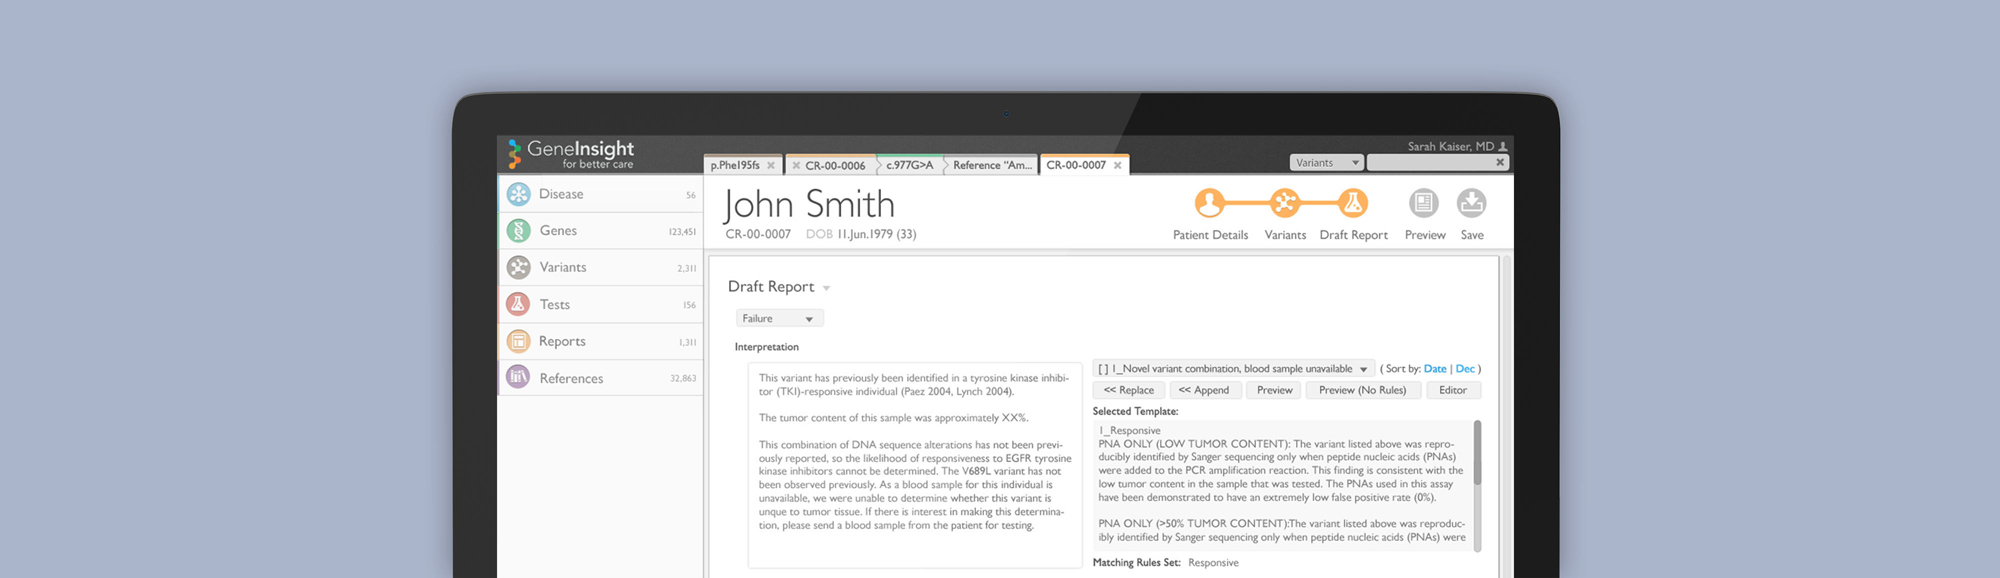 GeneInsight
for better care
Sarah Kaiser, MD
p.Phe195fs
CR-00-0006
c.977G>A
Reference "Am...
CR-00-0007
Variants
Disease 56
Genes 123,451
Variants 2,311
Tests 156
Reports 1,311
References 32,863
John Smith
CR-00-0007 DOB 11.Jun.1979 (33)
Patient Details
Variants
Draft Report
Preview
Save
Draft Report
Failure
Interpretation
This variant has previously been identified in a tyrosine kinase inhibi-
tor (TKI)-responsive individual (Paez 2004, Lynch 2004).
The tumor content of this sample was approximately XX%.
This combination of DNA sequence alterations has not been previ-
ously reported, so the likelihood of responsiveness to EGFR tyrosine
kinase inhibitors cannot be determined. The V689L variant has not
been observed previously. As a blood sample for this individual is
unavailable, we were unable to determine whether this variant is
unque to tumor tissue. If there is interest in making this determina-
tion, please send a blood sample from the patient for testing.
[ ] 1_Novel variant combination, blood sample unavailable
( Sort by: Date | Dec )
<< Replace
<< Append
Preview
Preview (No Rules)
Editor
Selected Template:
1_Responsive
PNA ONLY (LOW TUMOR CONTENT): The variant listed above was repro-
ducibly identified by Sanger sequencing only when peptide nucleic acids (PNAs)
were added to the PCR amplification reaction. This finding is consistent with the
low tumor content in the sample that was tested. The PNAs used in this assay
have been demonstrated to have an extremely low false positive rate (0%).
PNA ONLY (>50% TUMOR CONTENT):The variant listed above was reproduc-
ibly identified by Sanger sequencing only when peptide nucleic acids (PNAs) were
Matching Rules Set: Responsive